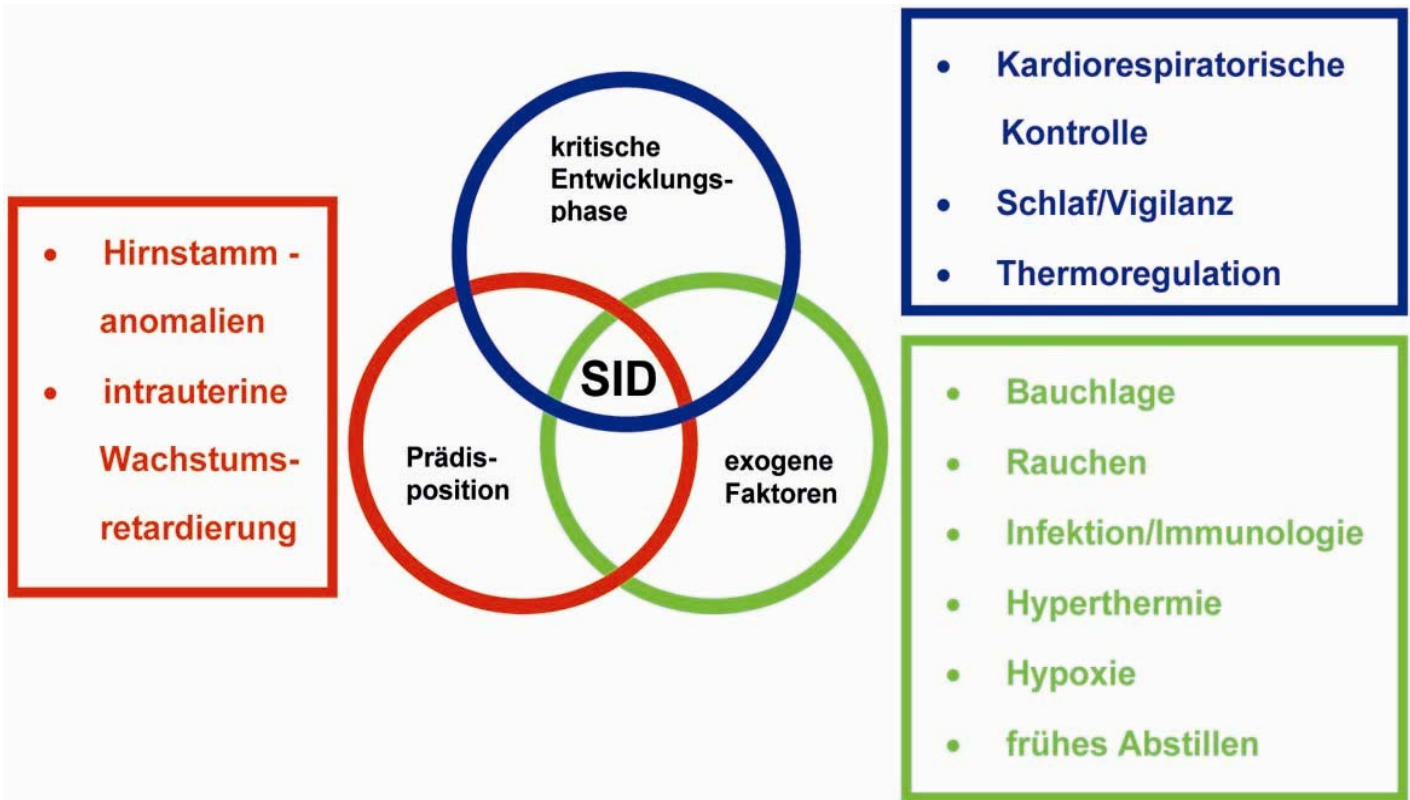 Hirnstamm -
anomalien
intrauterine
Wachstums-
retardierung
kritische
Entwicklungs-
phase
SID
Prädis-
position
exogene
Faktoren
Kardiorespiratorische
Kontrolle
Schlaf/Vigilanz
Thermoregulation
Bauchlage
Rauchen
Infektion/Immunologie
Hyperthermie
Hypoxie
frühes Abstillen